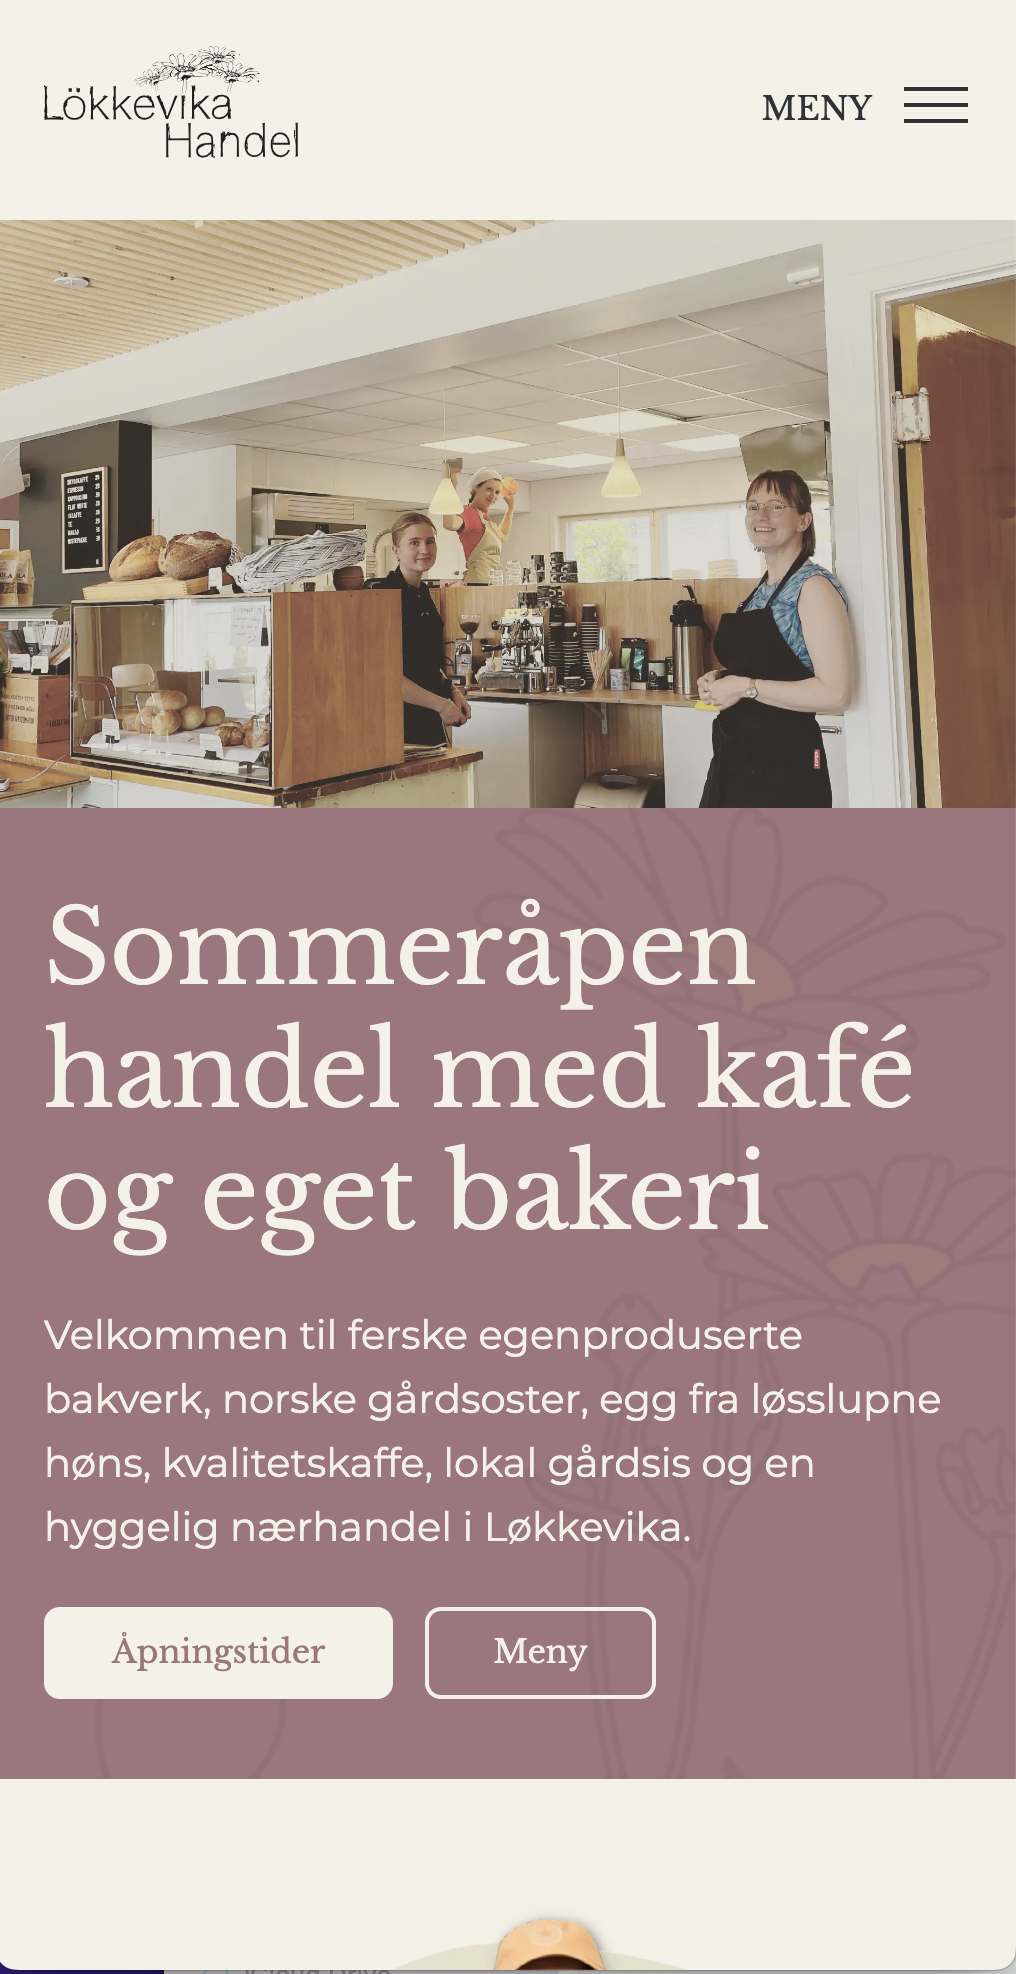 Lökkevika
Handel
MENY
Sommeråpen
handel med kafé
og eget bakeri
Velkommen til ferske egenproduserte
bakverk, norske gårdsoster, egg fra løsslupne
høns, kvalitetskaffe, lokal gårdsis og en
hyggelig nærhandel i Løkkevika.
Åpningstider
Meny